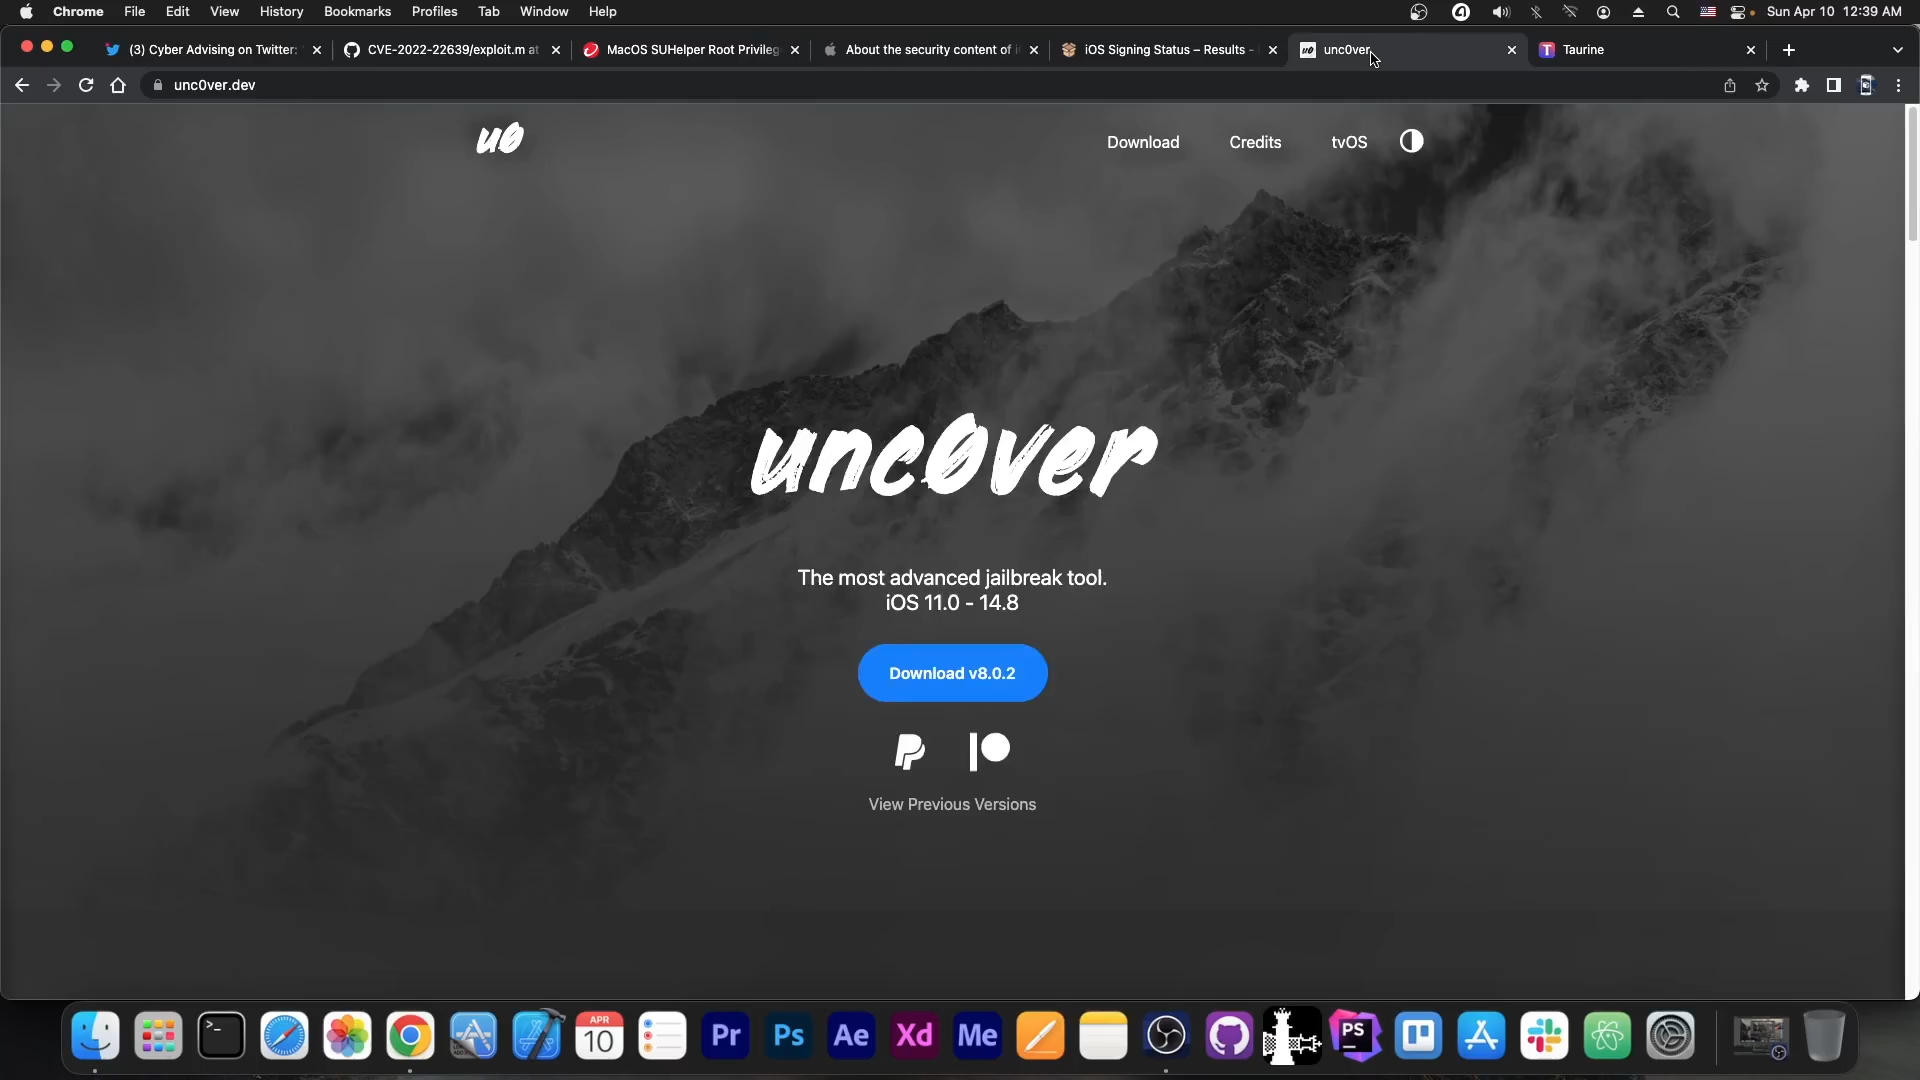 Chrome File Edit View History Bookmarks Profiles Tab Window Help Sun Apr 10 12:39 AM
(3) Cyber Advising on Twitter: CVE-2022-22639/exploit.m at MacOS SUHelper Root Privileg About the security content of i iOS Signing Status – Results - unc0ver Taurine
unc0ver.dev
u0 Download Credits tvOS
unc0ver
The most advanced jailbreak tool.
iOS 11.0 - 14.8
Download v8.0.2
View Previous Versions
APR
10 Pr Ps Ae Xd Me PS